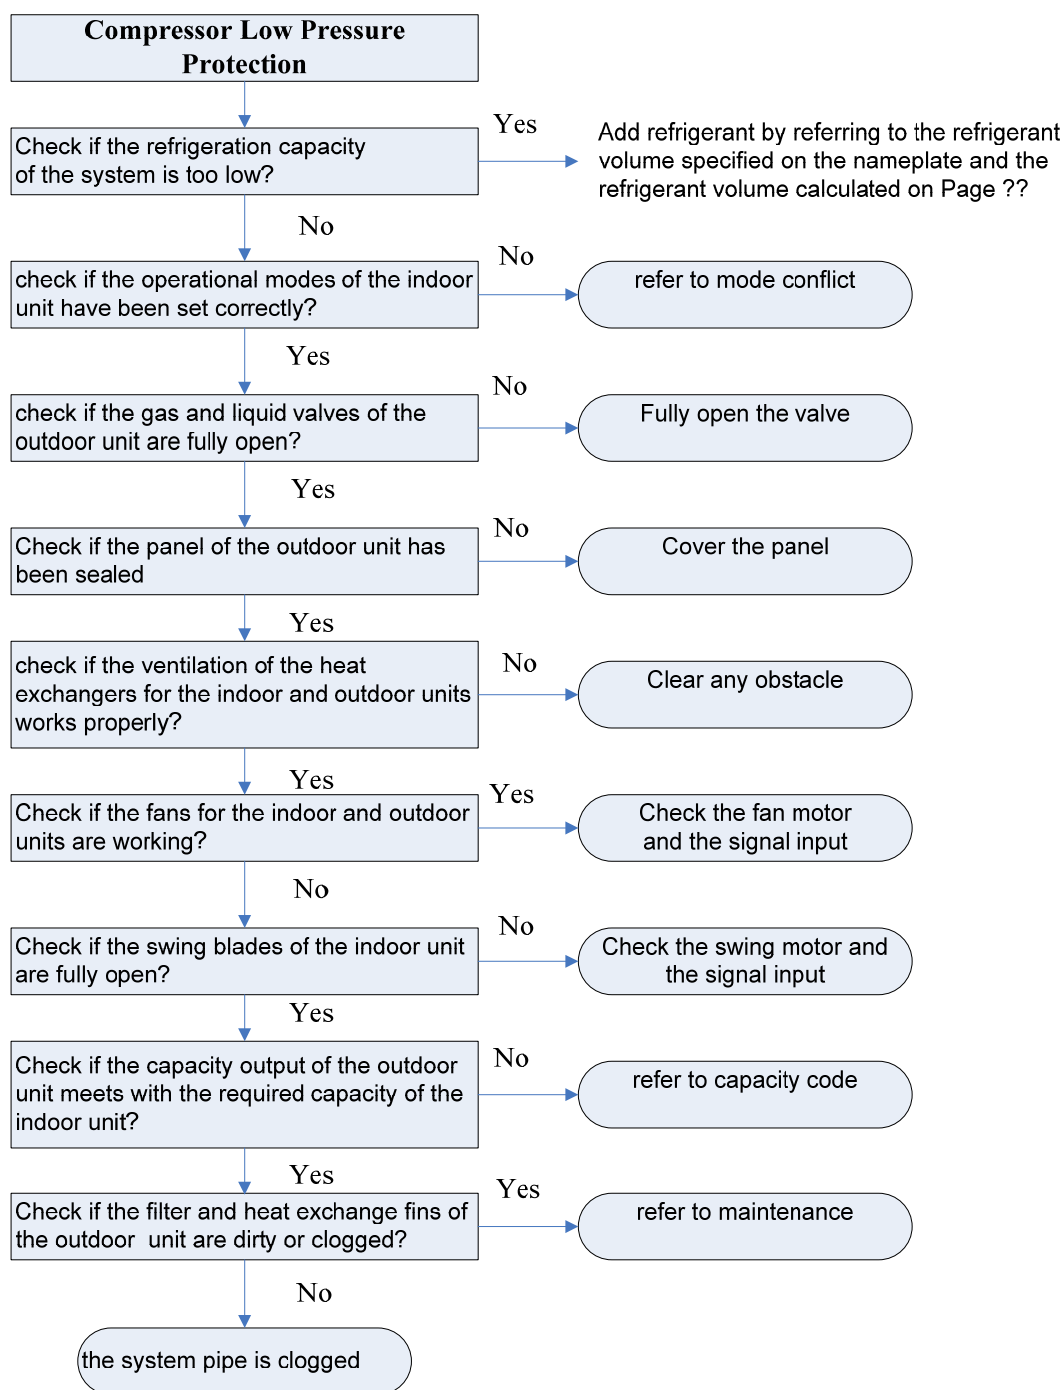 Compressor Low Pressure
Protection
Check if the refrigeration capacity
of the system is too low?
Yes
Add refrigerant by referring to the refrigerant
volume specified on the nameplate and the
refrigerant volume calculated on Page ??
No
check if the operational modes of the indoor
unit have been set correctly?
No
refer to mode conflict
Yes
check if the gas and liquid valves of the
outdoor unit are fully open?
No
Fully open the valve
Yes
Check if the panel of the outdoor unit has
been sealed
No
Cover the panel
Yes
check if the ventilation of the heat
exchangers for the indoor and outdoor units
works properly?
No
Clear any obstacle
Yes
Check if the fans for the indoor and outdoor
units are working?
Yes
Check the fan motor
and the signal input
No
Check if the swing blades of the indoor unit
are fully open?
No
Check the swing motor and
the signal input
Yes
Check if the capacity output of the outdoor
unit meets with the required capacity of the
indoor unit?
No
refer to capacity code
Yes
Check if the filter and heat exchange fins of
the outdoor unit are dirty or clogged?
Yes
refer to maintenance
No
the system pipe is clogged